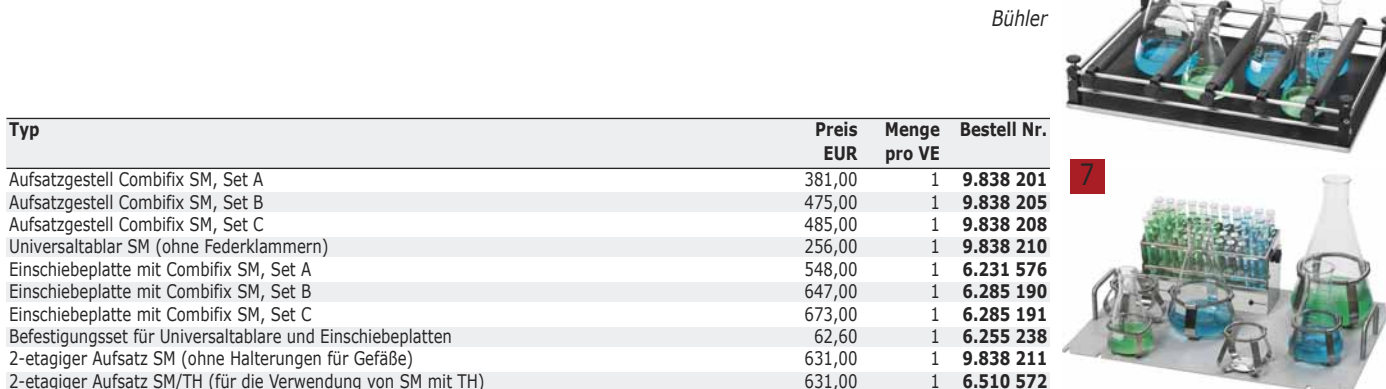 Bühler
Typ Preis Menge Bestell Nr.
EUR pro VE
Aufsatzgestell Combifix SM, Set A 381,00 1 9.838 201
Aufsatzgestell Combifix SM, Set B 475,00 1 9.838 205
Aufsatzgestell Combifix SM, Set C 485,00 1 9.838 208
Universaltablar SM (ohne Federklammern) 256,00 1 9.838 210
Einschiebeplatte mit Combifix SM, Set A 548,00 1 6.231 576
Einschiebeplatte mit Combifix SM, Set B 647,00 1 6.285 190
Einschiebeplatte mit Combifix SM, Set C 673,00 1 6.285 191
Befestigungsset für Universaltablare und Einschiebeplatten 62,60 1 6.255 238
2-etagiger Aufsatz SM (ohne Halterungen für Gefäße) 631,00 1 9.838 211
2-etagiger Aufsatz SM/TH (für die Verwendung von SM mit TH) 631,00 1 6.510 572
7